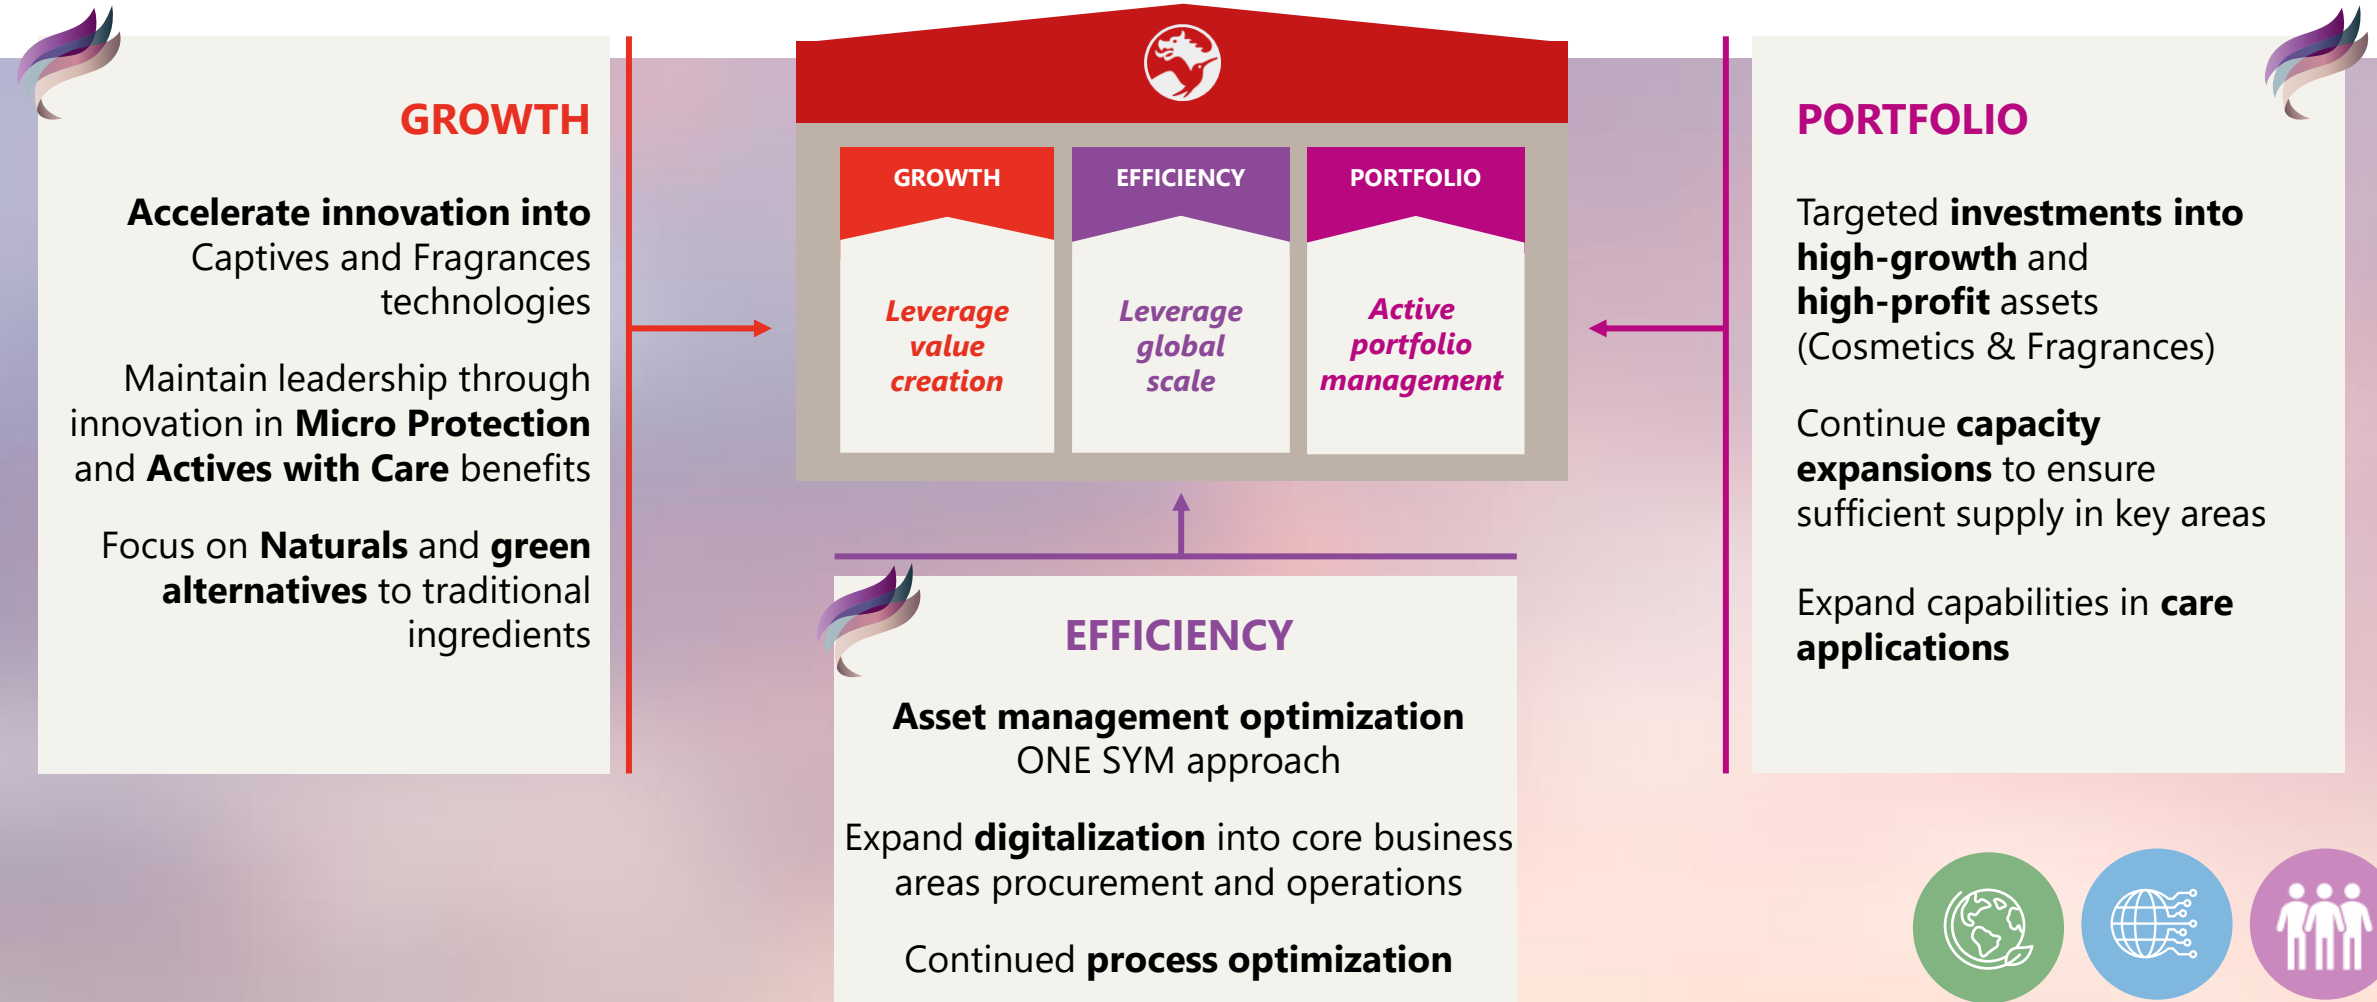 GROWTH
Accelerate innovation into
Captives and Fragrances
technologies
Maintain leadership through
innovation in Micro Protection
and Actives with Care benefits
Focus on Naturals and green
alternatives to traditional
ingredients
GROWTH
Leverage
value
creation
EFFICIENCY
Leverage
global
scale
PORTFOLIO
Active
portfolio
management
EFFICIENCY
Asset management optimization
ONE SYM approach
Expand digitalization into core business
areas procurement and operations
Continued process optimization
PORTFOLIO
Targeted investments into
high-growth and
high-profit assets
(Cosmetics & Fragrances)
Continue capacity
expansions to ensure
sufficient supply in key areas
Expand capabilities in care
applications